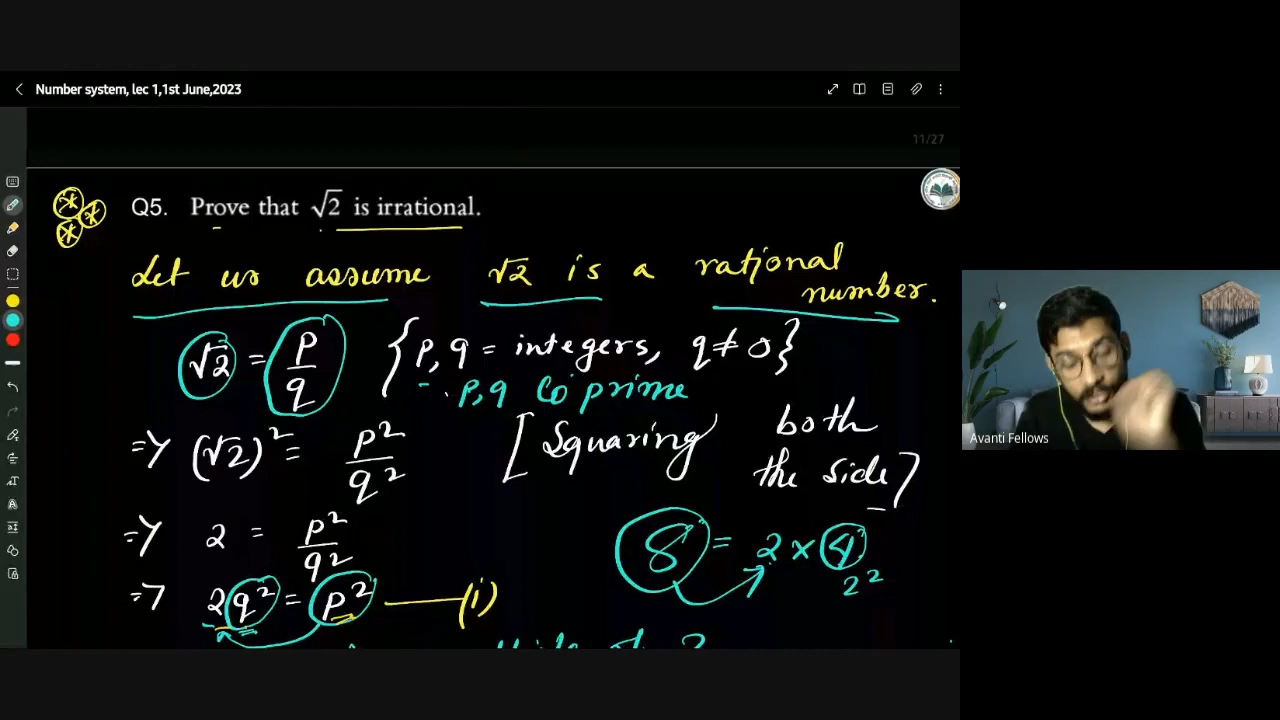 Number system, lec 1,1st June,2023
11/27
Q5. Prove that √2 is irrational.
Let us assume √2 is a rational number.
√2 = p/q {p, q = integers, q ≠ 0}
p, q Co prime
=> (√2)² = p²/q² [Squaring both the side]
=> 2 = p²/q²
8 = 2 × 4
2²
=> 2q² = p² —— (i)
of 2
Avanti Fellows